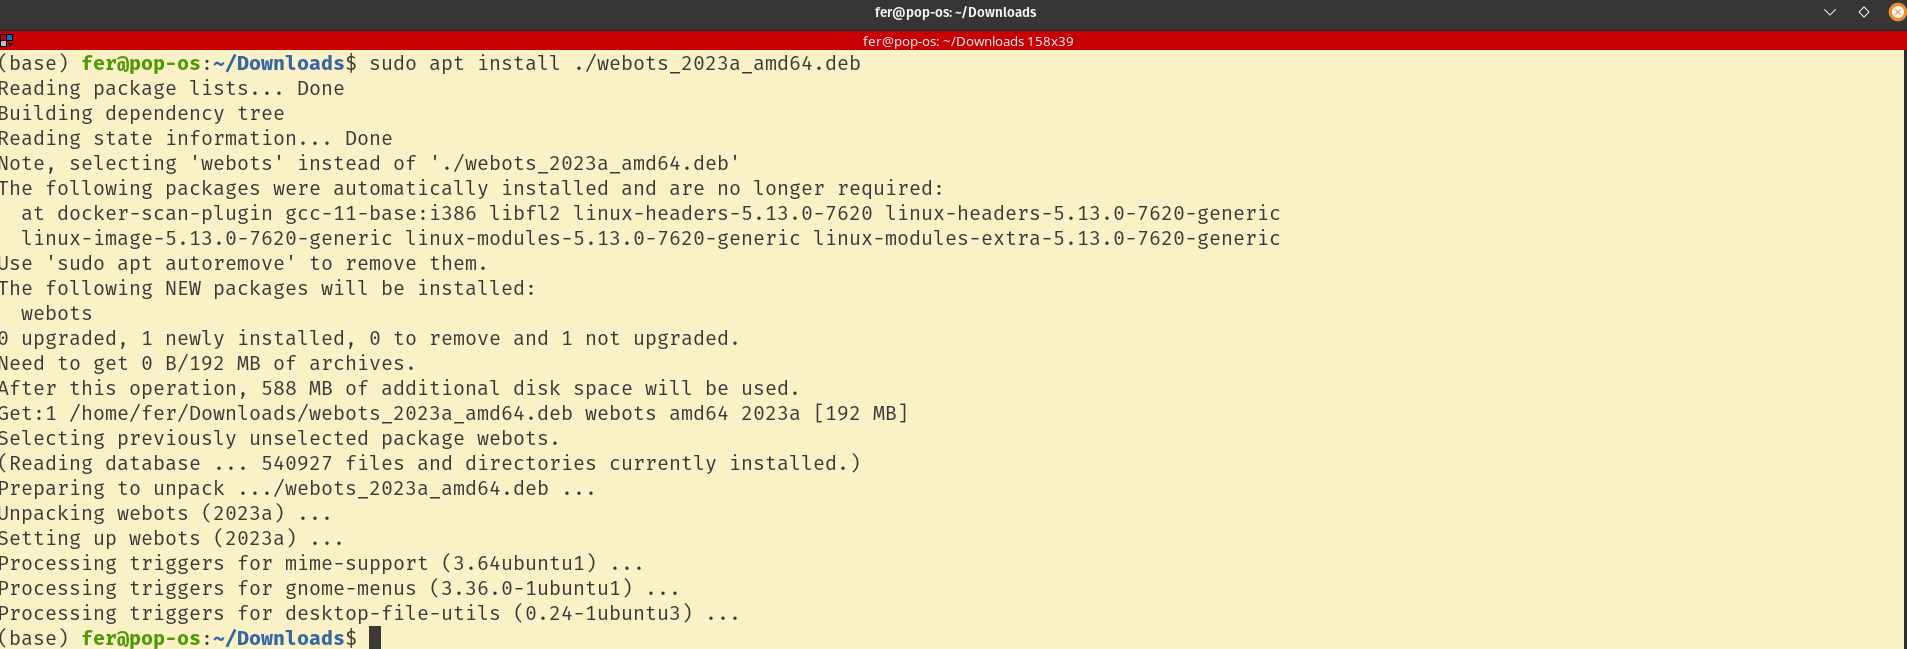 fer@pop-os: ~/Downloads
fer@pop-os: ~/Downloads 158x39
(base) fer@pop-os:~/Downloads$ sudo apt install ./webots_2023a_amd64.deb
Reading package lists... Done
Building dependency tree
Reading state information... Done
Note, selecting 'webots' instead of './webots_2023a_amd64.deb'
The following packages were automatically installed and are no longer required:
  at docker-scan-plugin gcc-11-base:i386 libfl2 linux-headers-5.13.0-7620 linux-headers-5.13.0-7620-generic
  linux-image-5.13.0-7620-generic linux-modules-5.13.0-7620-generic linux-modules-extra-5.13.0-7620-generic
Use 'sudo apt autoremove' to remove them.
The following NEW packages will be installed:
  webots
0 upgraded, 1 newly installed, 0 to remove and 1 not upgraded.
Need to get 0 B/192 MB of archives.
After this operation, 588 MB of additional disk space will be used.
Get:1 /home/fer/Downloads/webots_2023a_amd64.deb webots amd64 2023a [192 MB]
Selecting previously unselected package webots.
(Reading database ... 540927 files and directories currently installed.)
Preparing to unpack .../webots_2023a_amd64.deb ...
Unpacking webots (2023a) ...
Setting up webots (2023a) ...
Processing triggers for mime-support (3.64ubuntu1) ...
Processing triggers for gnome-menus (3.36.0-1ubuntu1) ...
Processing triggers for desktop-file-utils (0.24-1ubuntu3) ...
(base) fer@pop-os:~/Downloads$